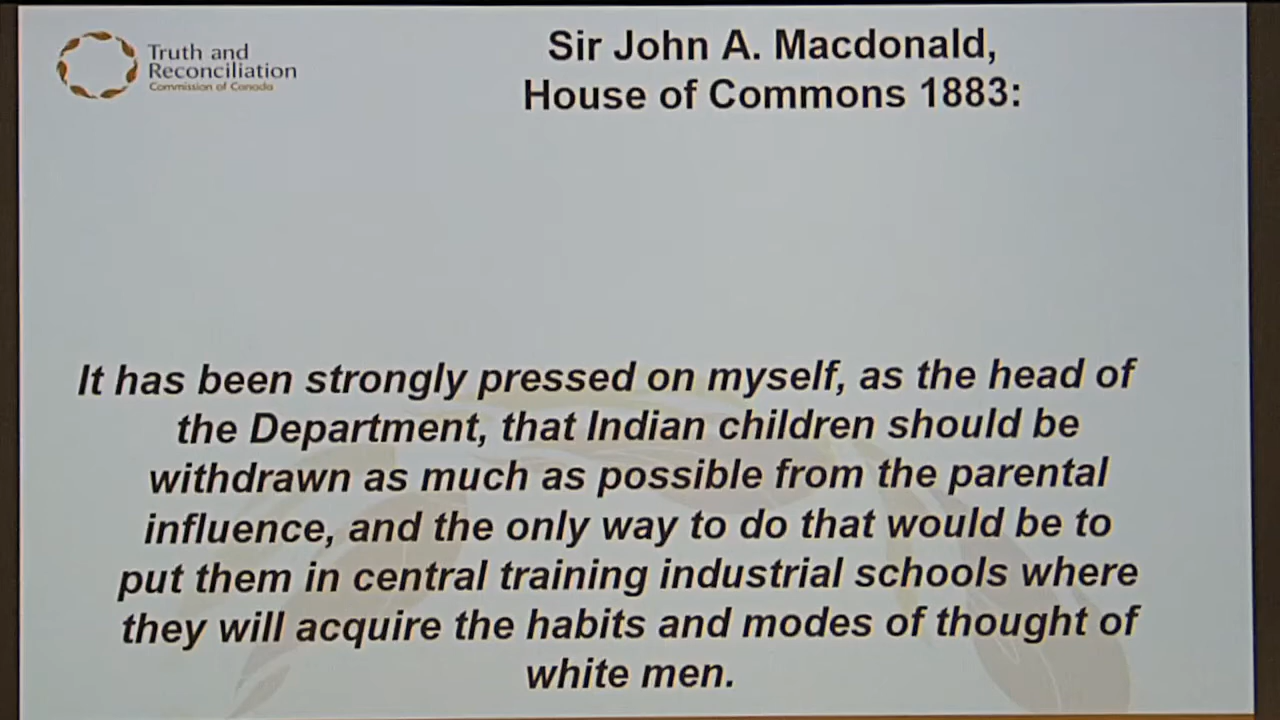 Truth and
Reconciliation
Commission of Canada
Sir John A. Macdonald,
House of Commons 1883:
It has been strongly pressed on myself, as the head of
the Department, that Indian children should be
withdrawn as much as possible from the parental
influence, and the only way to do that would be to
put them in central training industrial schools where
they will acquire the habits and modes of thought of
white men.